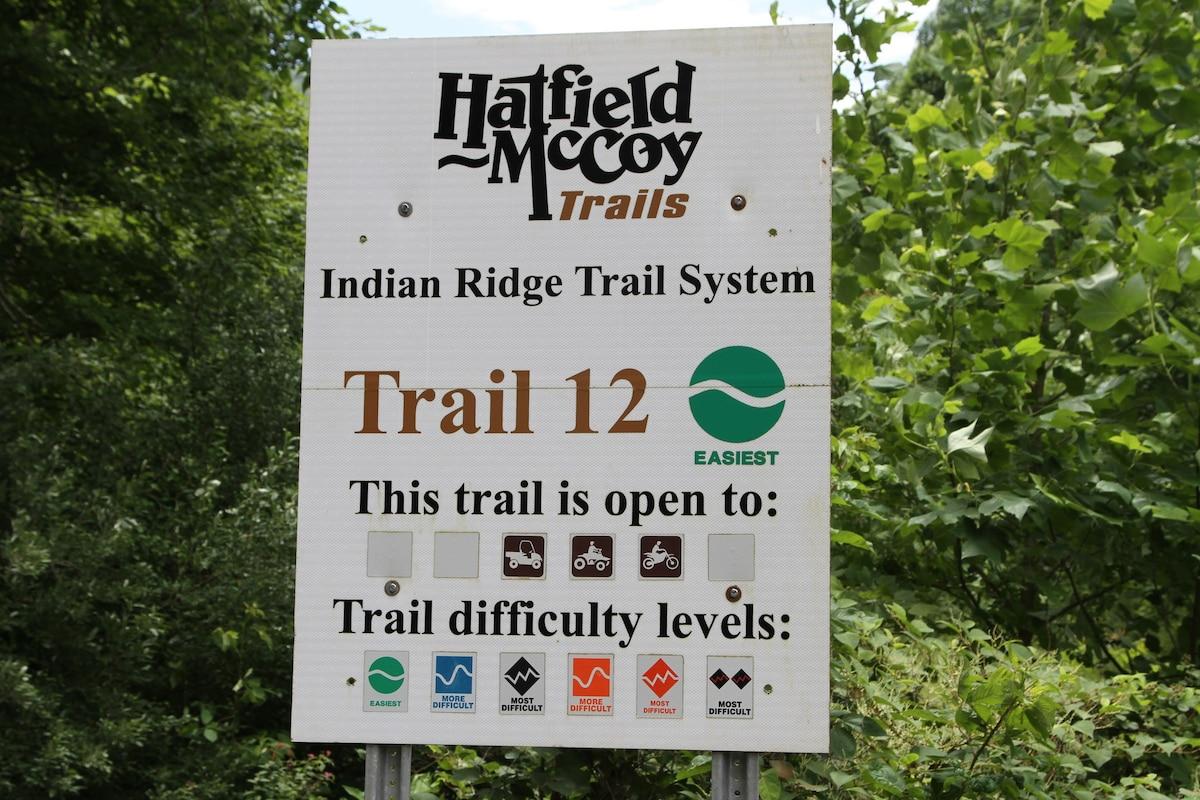 Hatfield
McCoy
Trails
Indian Ridge Trail System
Trail 12
EASIEST
This trail is open to:
Trail difficulty levels:
EASIEST
MORE DIFFICULT
MOST DIFFICULT
MORE DIFFICULT
MOST DIFFICULT
MOST DIFFICULT